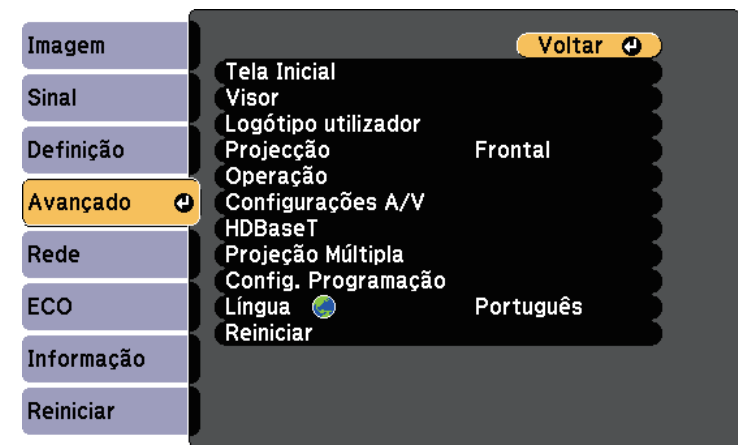 Imagem
Sinal
Definição
Avançado
Rede
ECO
Informação
Reiniciar
Voltar
Tela Inicial
Visor
Logótipo utilizador
Projecção Frontal
Operação
Configurações A/V
HDBaseT
Projeção Múltipla
Config. Programação
Língua Português
Reiniciar